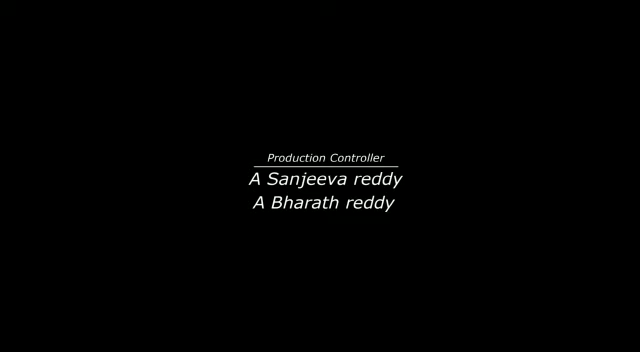 Production Controller
A Sanjeeva reddy
A Bharath reddy